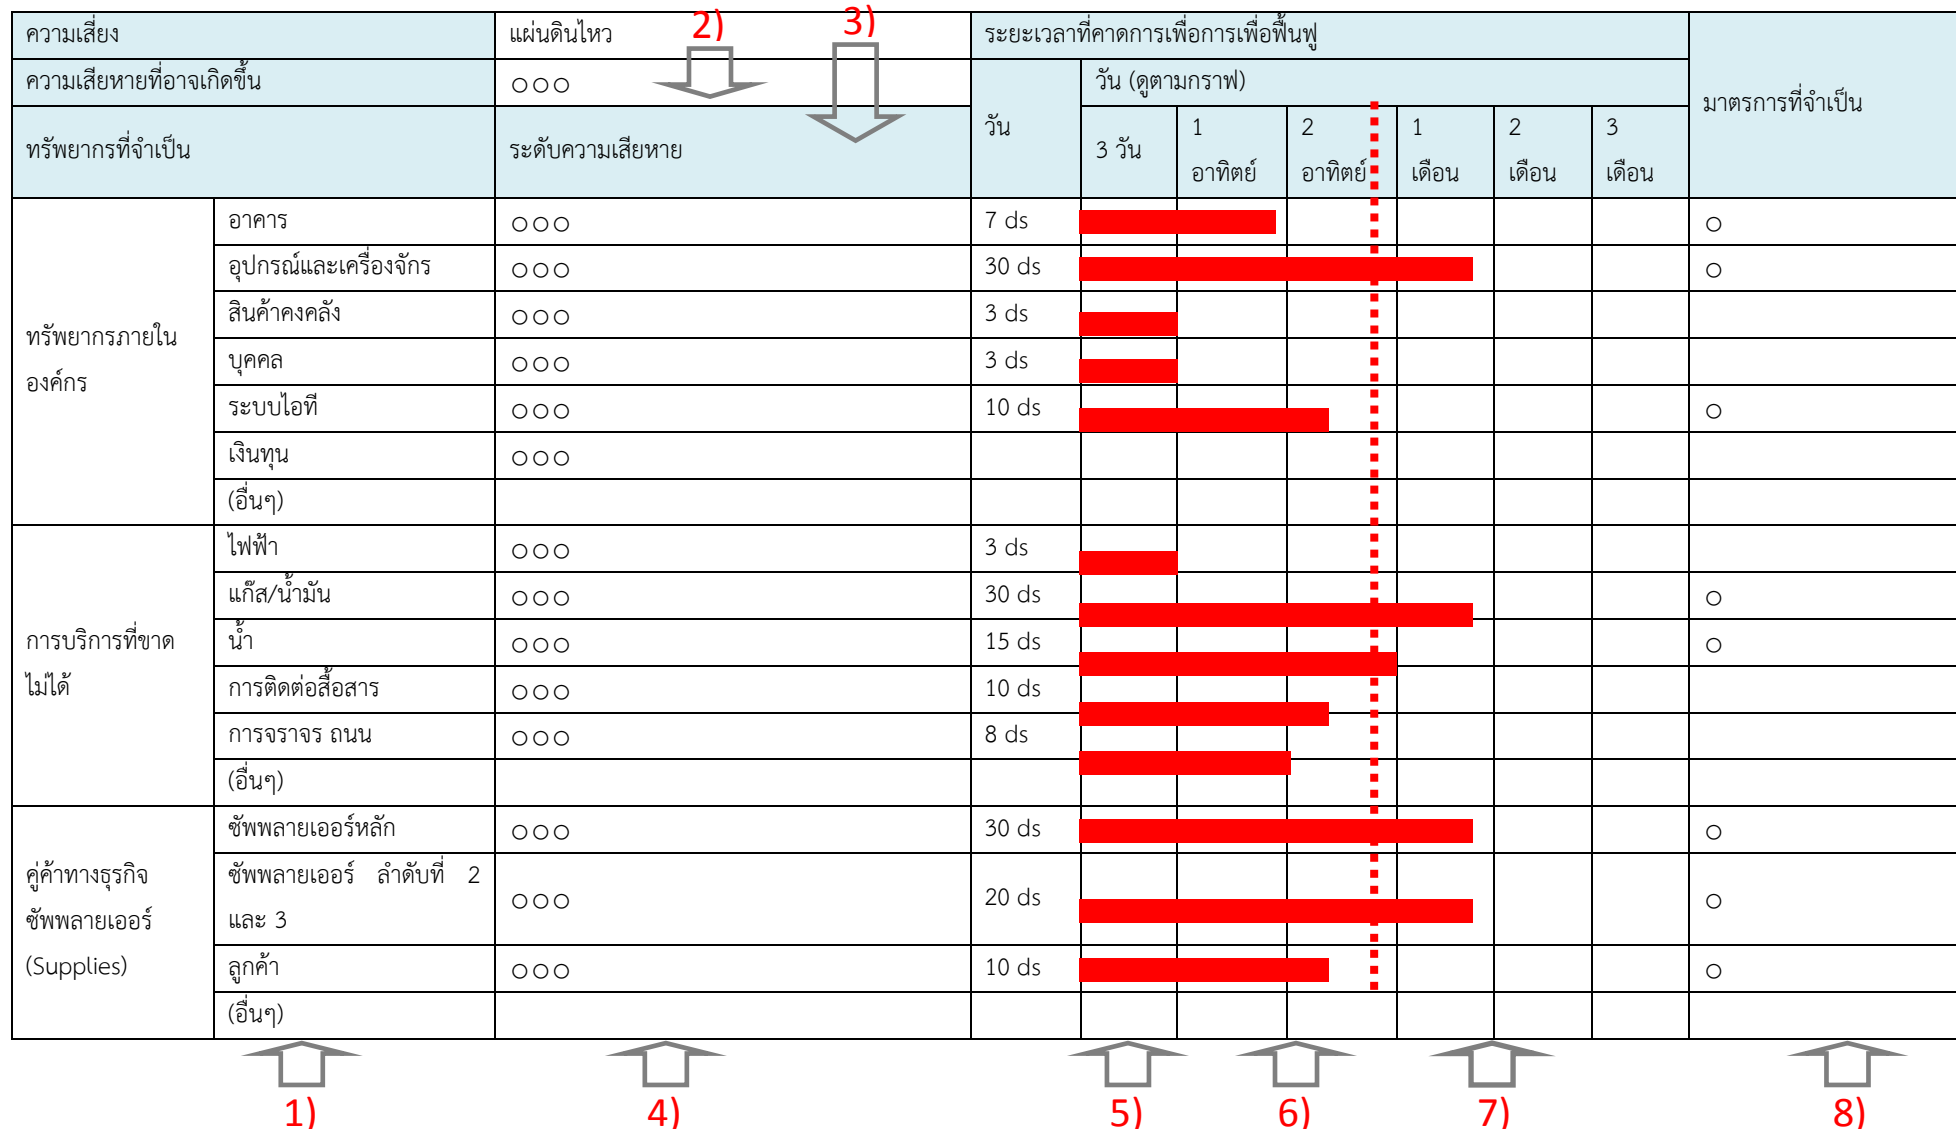 2) 3)
ความเสี่ยง แผ่นดินไหว ระยะเวลาที่คาดการเพื่อการเพื่อฟื้นฟู
ความเสียหายที่อาจเกิดขึ้น ○○○ วัน วัน (ดูตามกราฟ) มาตรการที่จำเป็น
ทรัพยากรที่จำเป็น ระดับความเสียหาย 3 วัน 1 2 1 2 3
อาทิตย์ อาทิตย์ เดือน เดือน เดือน
ทรัพยากรภายใน
องค์กร
อาคาร ○○○ 7 ds ○
อุปกรณ์และเครื่องจักร ○○○ 30 ds ○
สินค้าคงคลัง ○○○ 3 ds
บุคคล ○○○ 3 ds
ระบบไอที ○○○ 10 ds ○
เงินทุน ○○○
(อื่นๆ)
การบริการที่ขาด
ไม่ได้
ไฟฟ้า ○○○ 3 ds
แก๊ส/น้ำมัน ○○○ 30 ds ○
น้ำ ○○○ 15 ds ○
การติดต่อสื้อสาร ○○○ 10 ds
การจราจร ถนน ○○○ 8 ds
(อื่นๆ)
คู่ค้าทางธุรกิจ
ซัพพลายเออร์
(Supplies)
ซัพพลายเออร์หลัก ○○○ 30 ds ○
ซัพพลายเออร์ ลำดับที่ 2
และ 3 ○○○ 20 ds ○
ลูกค้า ○○○ 10 ds ○
(อื่นๆ)
1) 4) 5) 6) 7) 8)